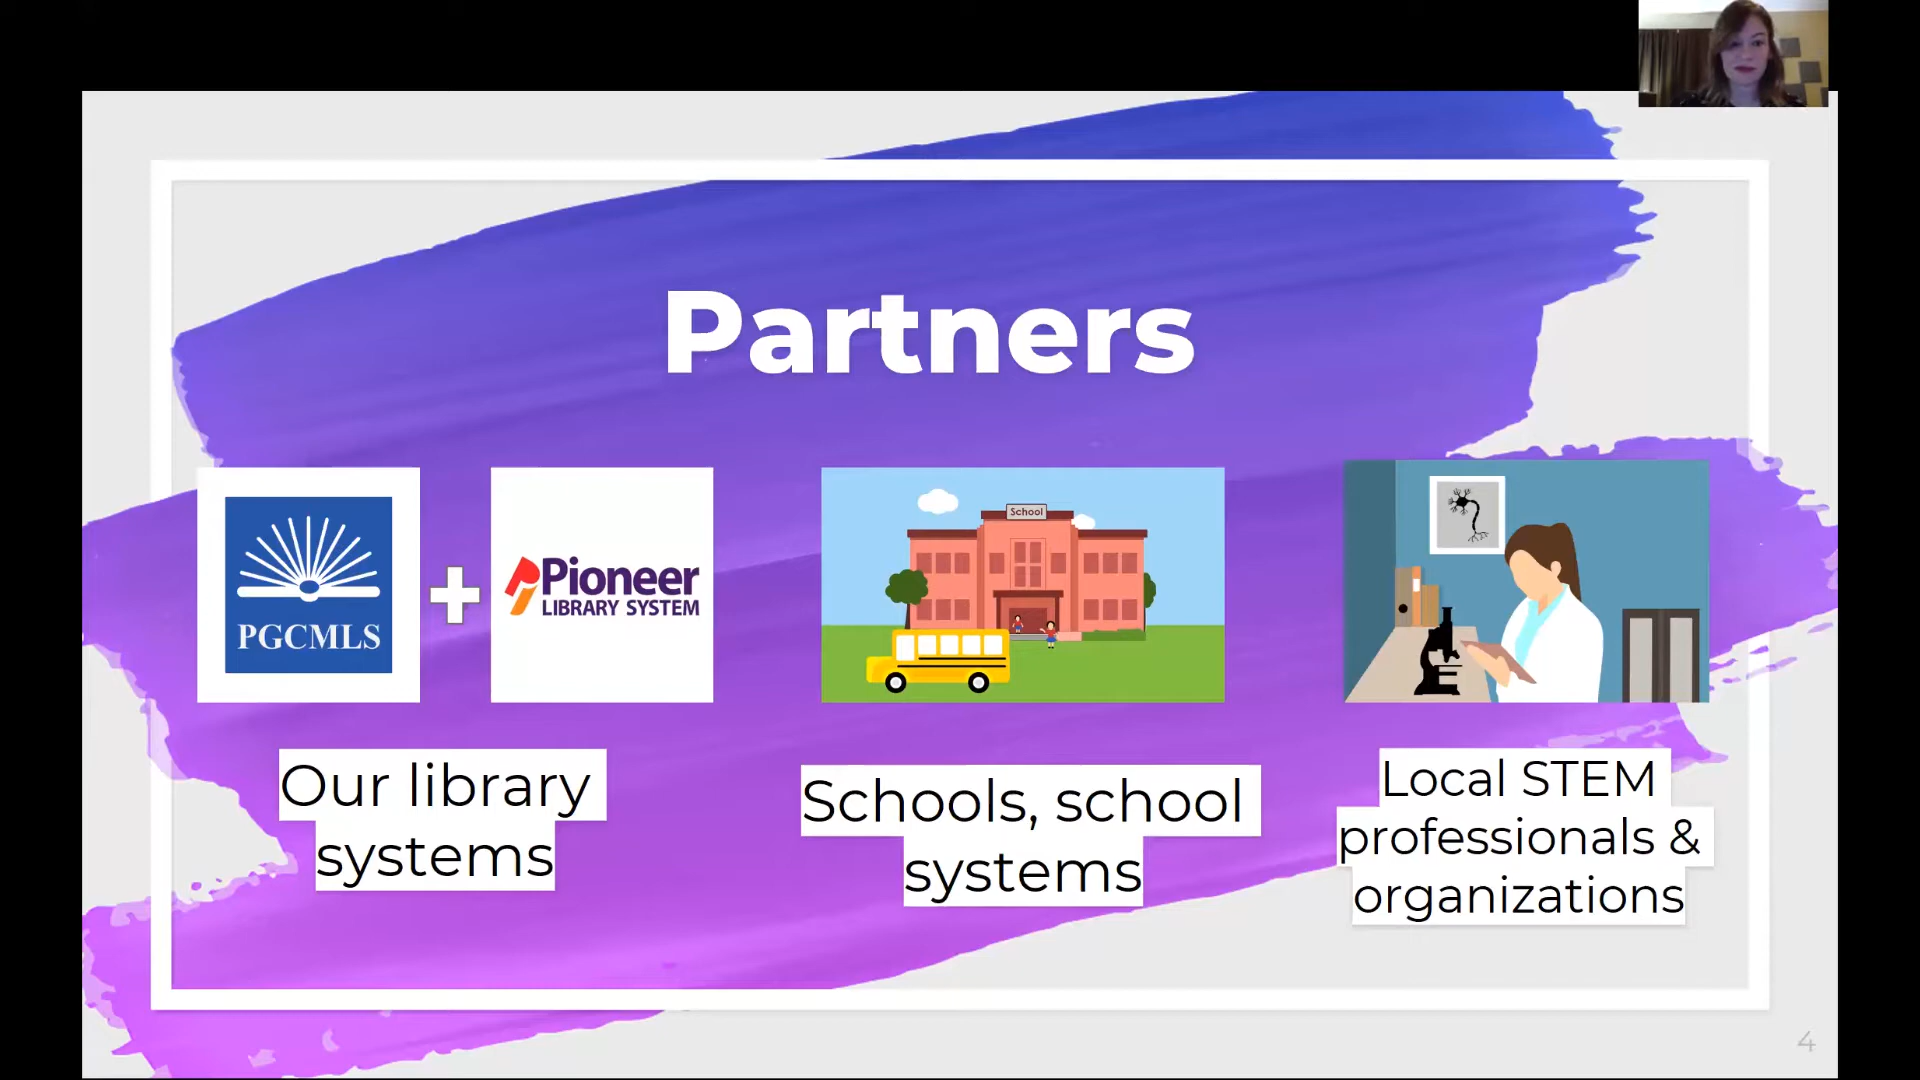 Partners
PGCMLS
Pioneer
LIBRARY SYSTEM
School
Our library
systems
Schools, school
systems
Local STEM
professionals &
organizations
4